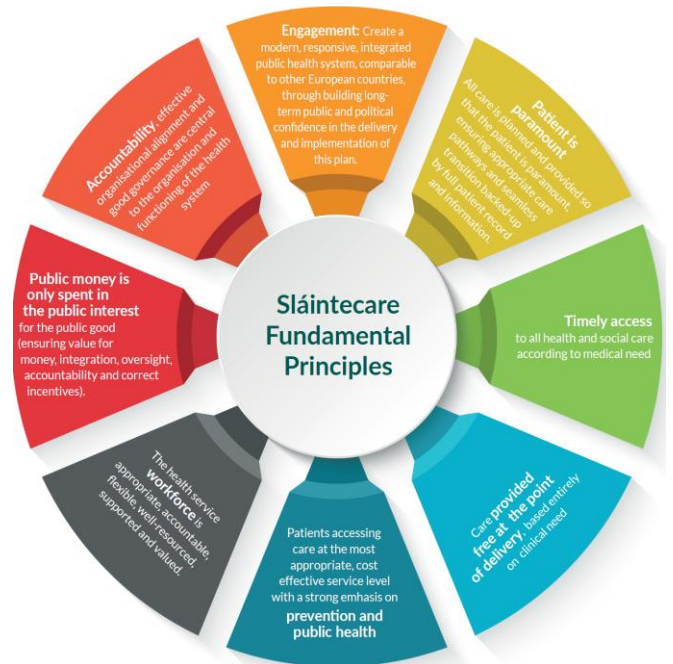 Sláintecare
Fundamental
Principles
Engagement: Create a
modern, responsive, integrated
public health system, comparable
to other European countries,
through building long-
term public and political
confidence in the delivery
and implementation of
this plan.
Patient is
paramount
All care is planned and provided so
that the patient is paramount,
ensuring appropriate care
pathways and seamless
transition backed-up
by full patient record
and information.
Timely access
to all health and social care
according to medical need
Care provided
free at the point
of delivery, based entirely
on clinical need
Patients accessing
care at the most
appropriate, cost
effective service level
with a strong emhasis on
prevention and
public health
The health service
workforce is
appropriate, accountable,
flexible, well-resourced,
supported and valued.
Public money is
only spent in
the public interest
for the public good
(ensuring value for
money, integration, oversight,
accountability and correct
incentives).
Accountability, effective
organisational alignment and
good governance are central
to the organisation and
functioning of the health
system